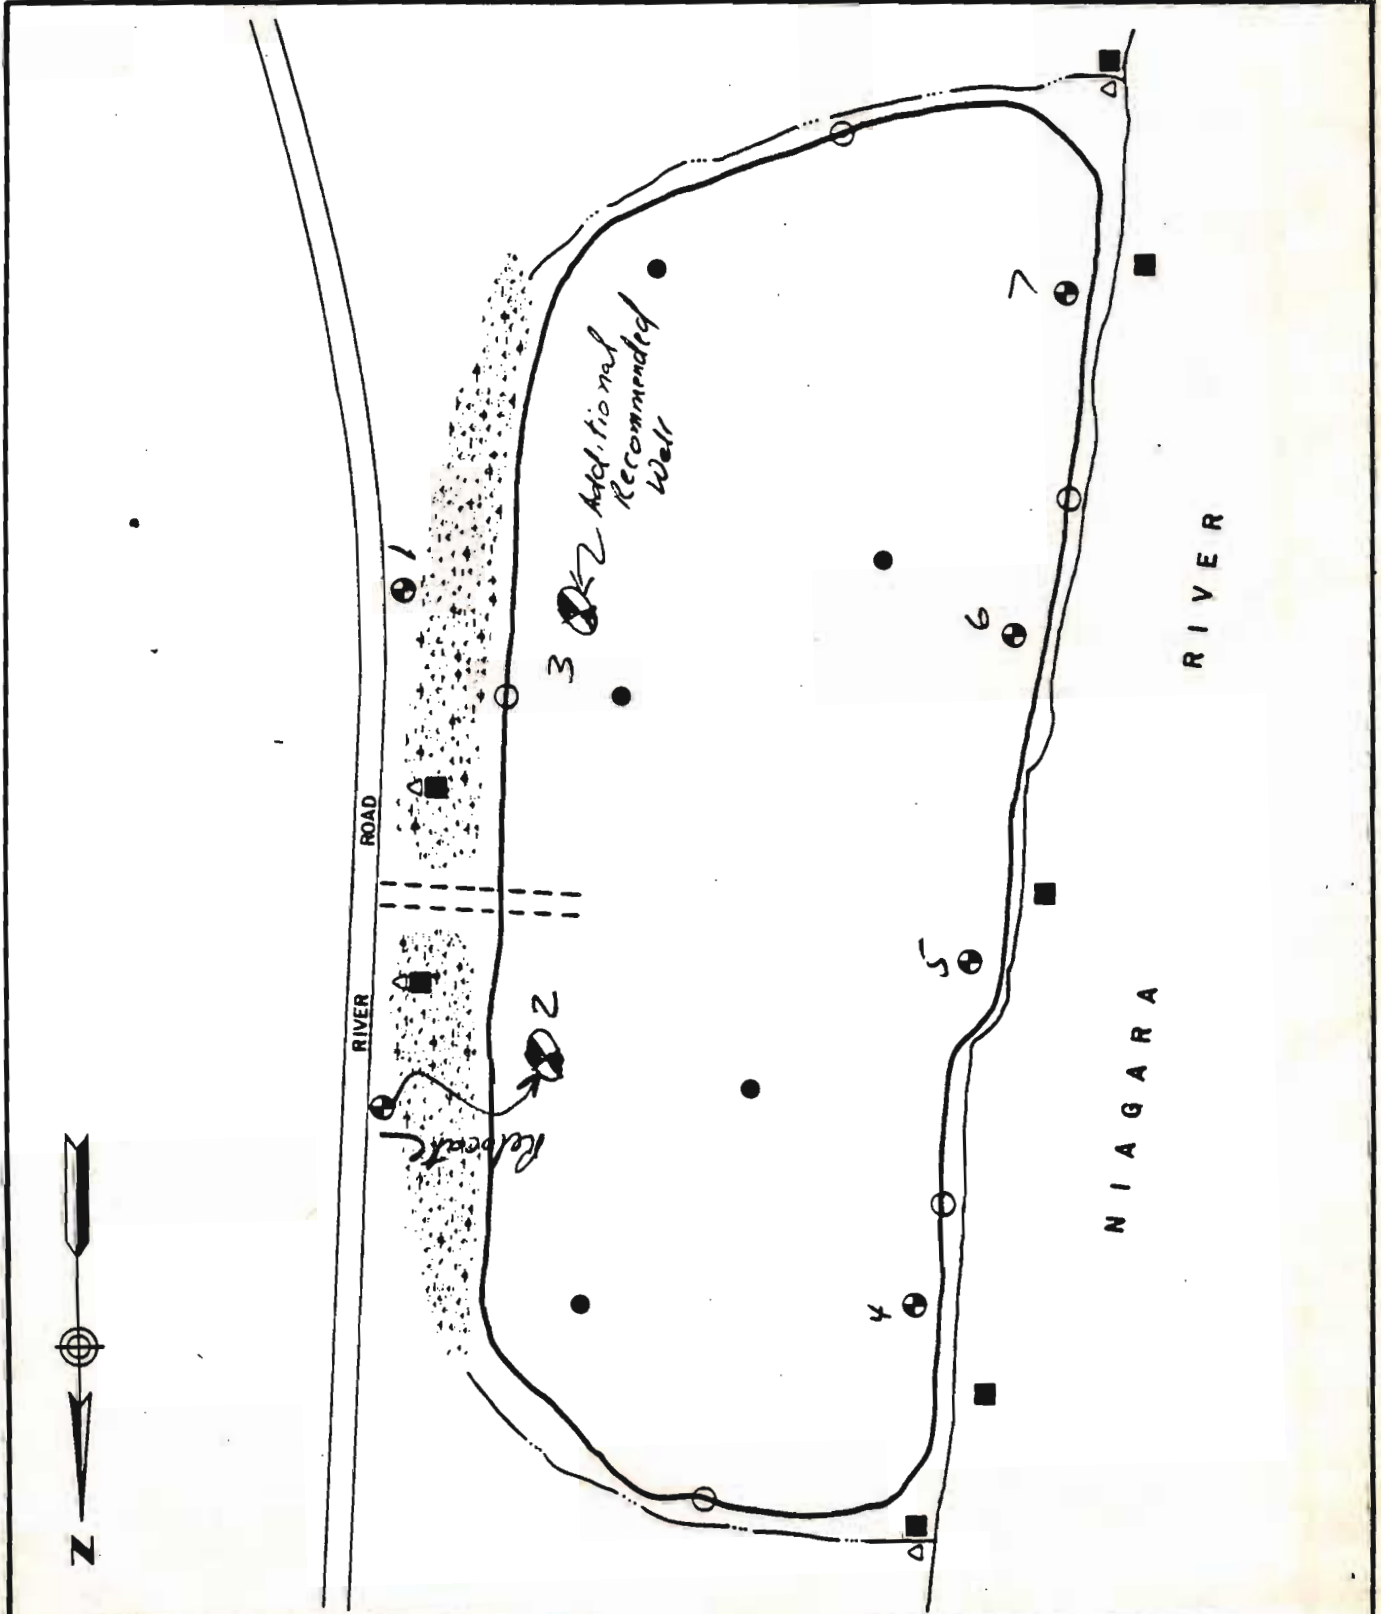 7
Additional
Recommended
Well
1
3
6
RIVER
ROAD
5
RIVER
2
NIAGARA
Relocate
4
N